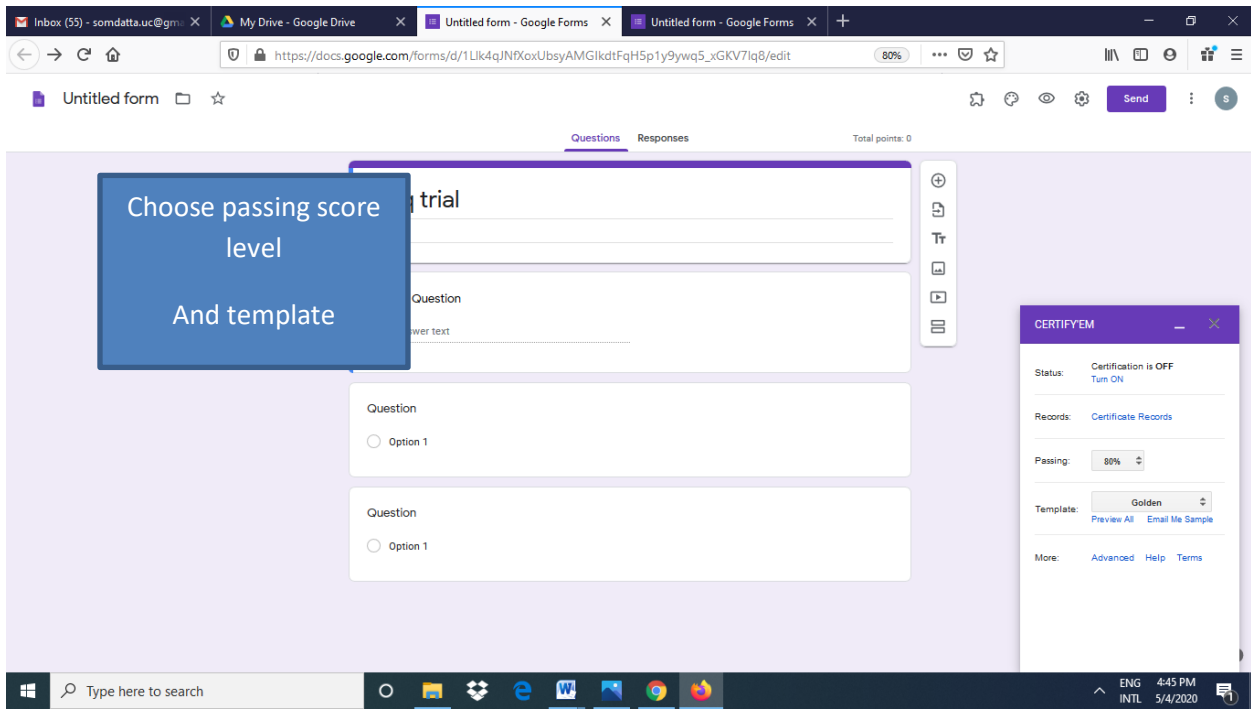 Inbox (55) - somdatta.uc@gma
My Drive - Google Drive
Untitled form - Google Forms
Untitled form - Google Forms
https://docs.google.com/forms/d/1Llk4qJNfXoxUbsyAMGlkdtFqH5p1y9ywq5_xGKV7lq8/edit
80%
Untitled form
Send
S
Questions Responses Total points: 0
trial
Choose passing score
level
And template
Question
wer text
Question
Option 1
Question
Option 1
Tт
CERTIFY'EM
Status: Certification is OFF
Turn ON
Records: Certificate Records
Passing: 80%
Template: Golden
Preview All Email Me Sample
More: Advanced Help Terms
Type here to search
ENG 4:45 PM
INTL 5/4/2020
1